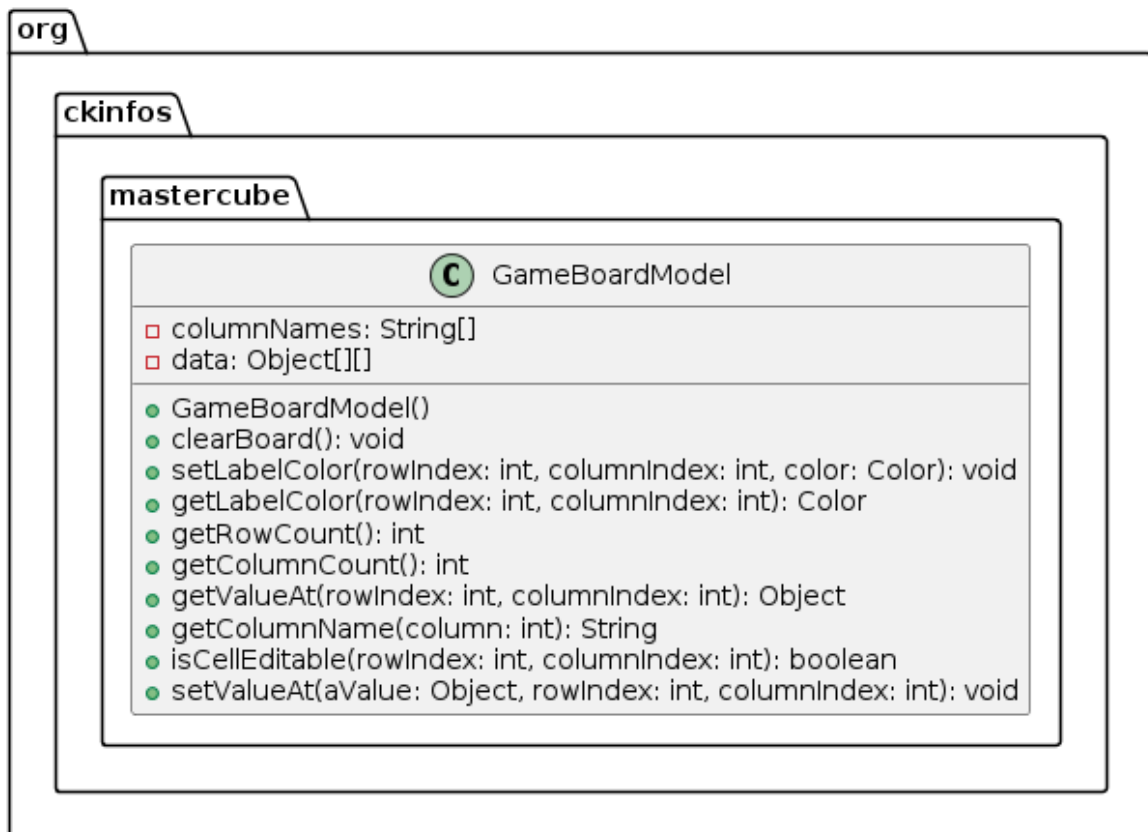 org
ckinfos
mastercube
C GameBoardModel
columnNames: String[]
data: Object[][]
GameBoardModel()
clearBoard(): void
setLabelColor(rowIndex: int, columnIndex: int, color: Color): void
getLabelColor(rowIndex: int, columnIndex: int): Color
getRowCount(): int
getColumnCount(): int
getValueAt(rowIndex: int, columnIndex: int): Object
getColumnName(column: int): String
isCellEditable(rowIndex: int, columnIndex: int): boolean
setValueAt(aValue: Object, rowIndex: int, columnIndex: int): void